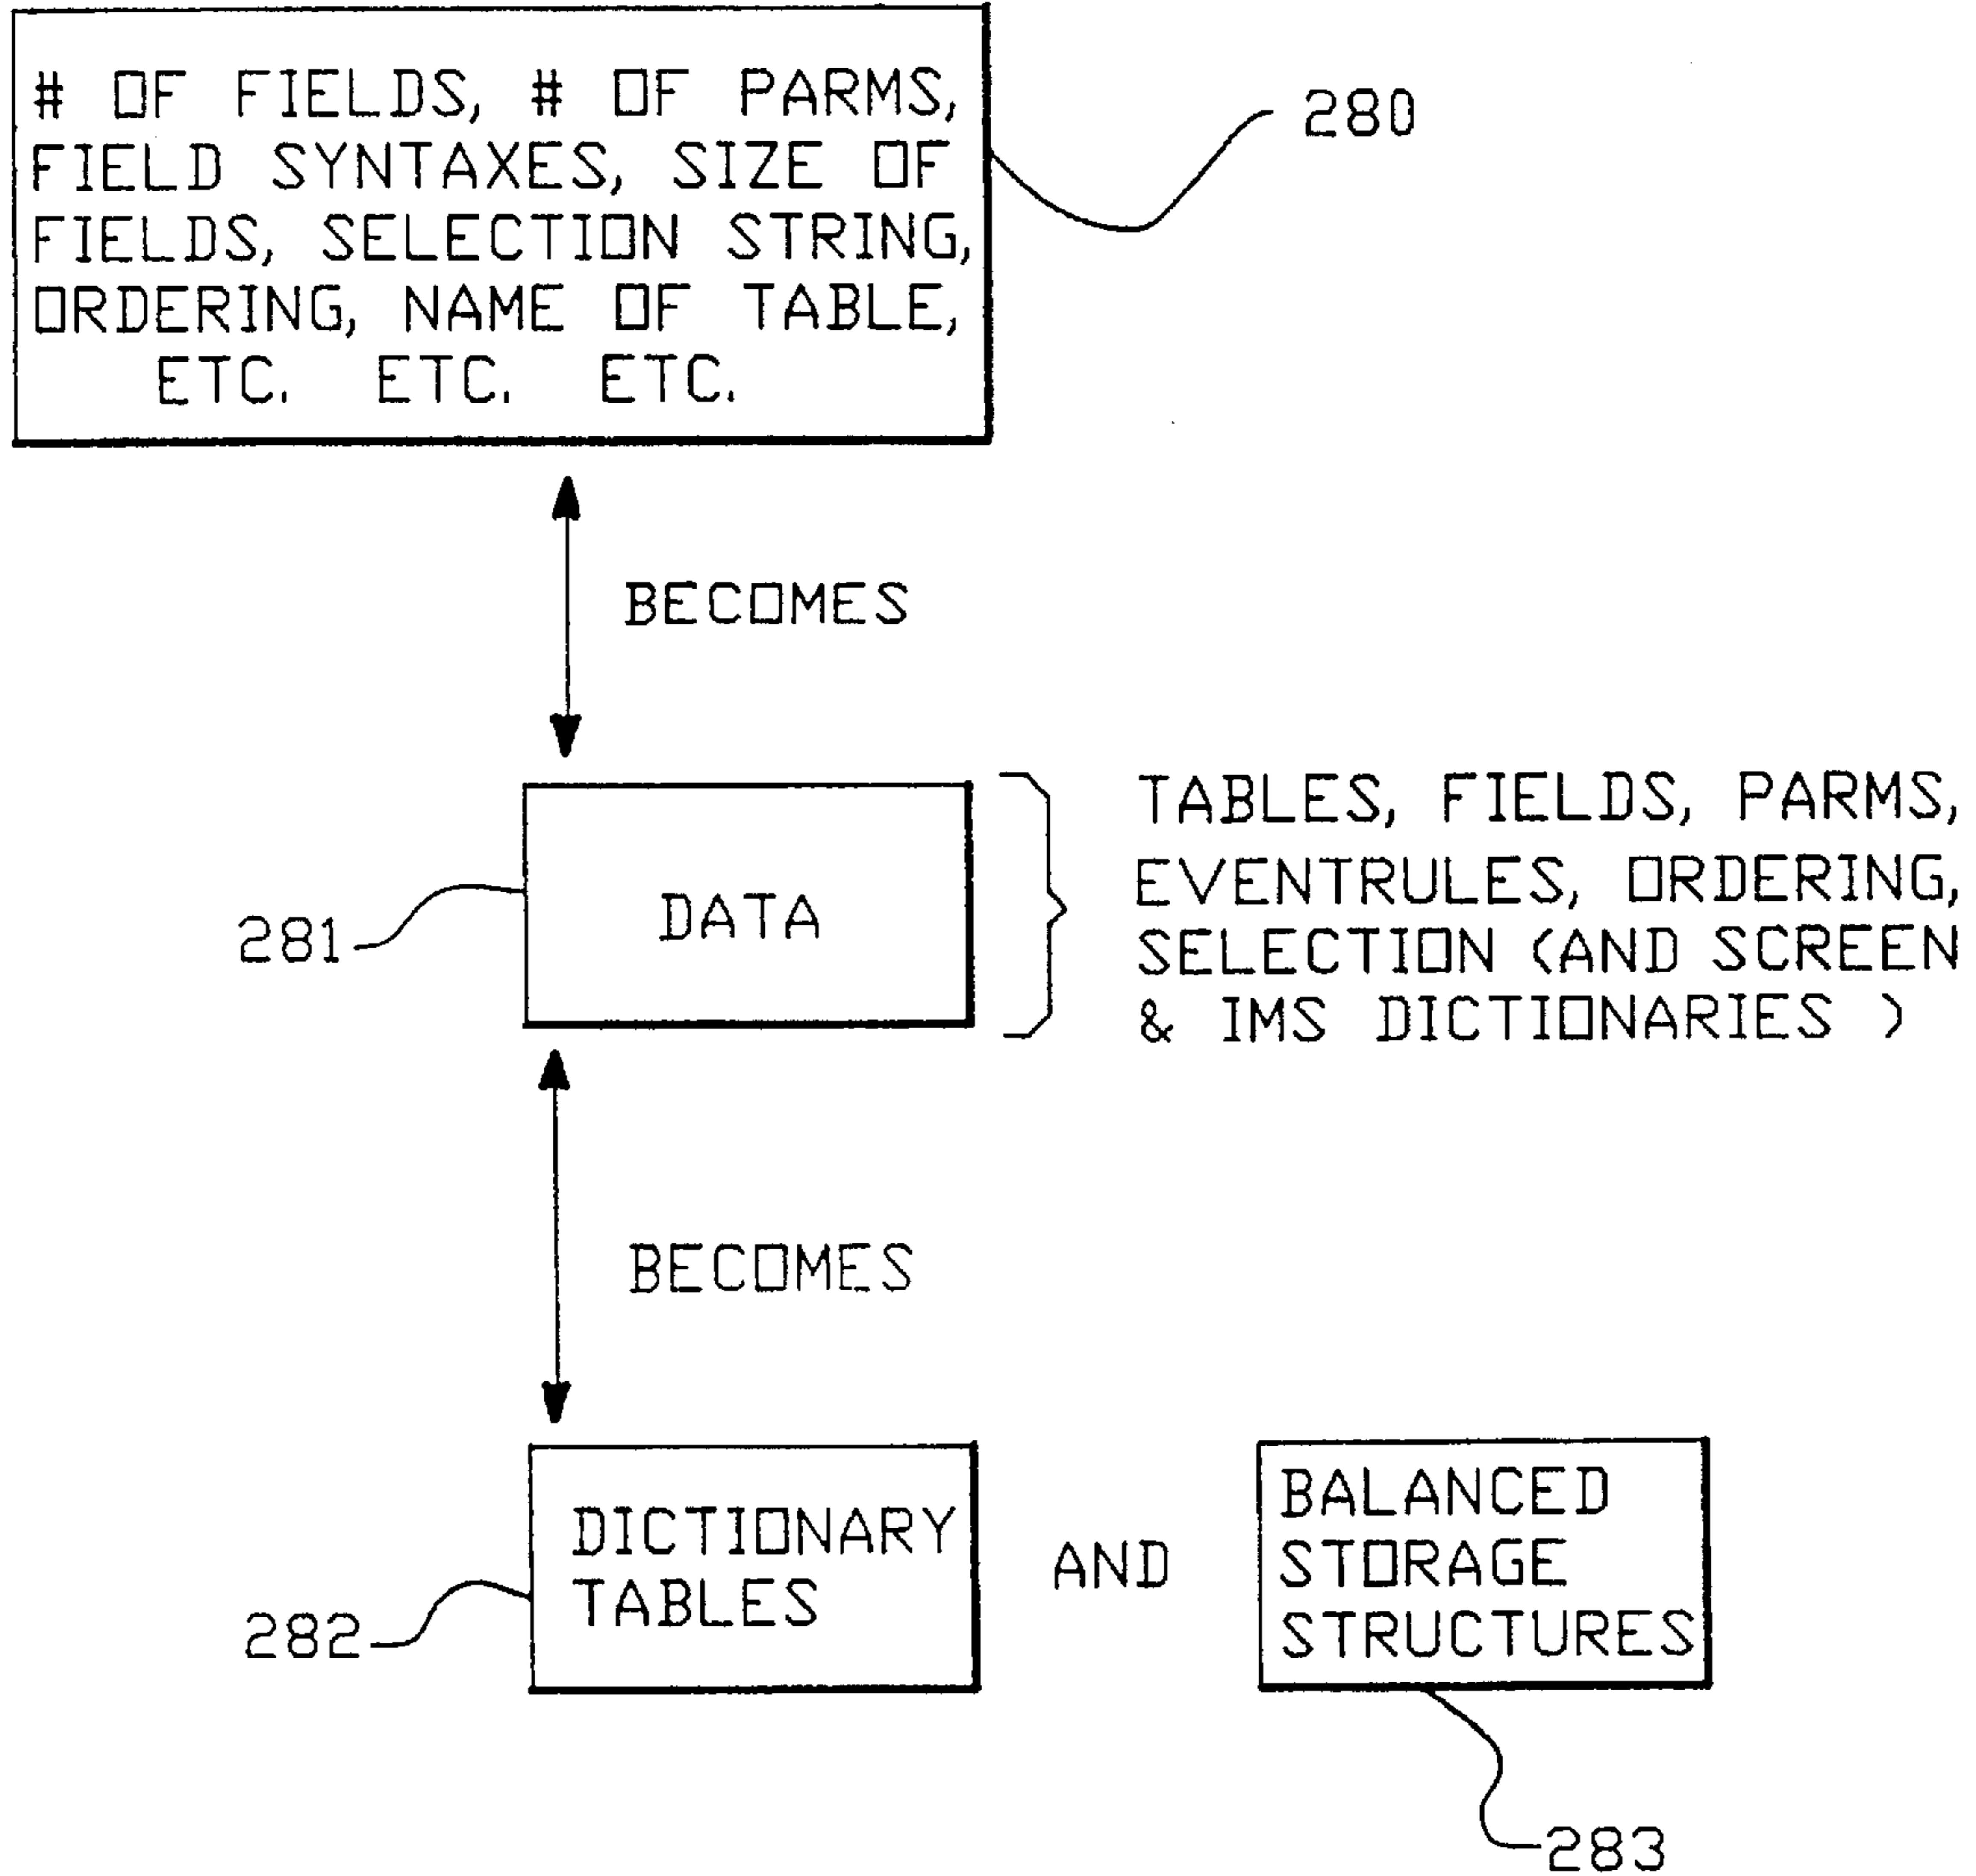 # OF FIELDS, # OF PARMS,
FIELD SYNTAXES, SIZE OF
FIELDS, SELECTION STRING,
ORDERING, NAME OF TABLE,
ETC. ETC. ETC.
280
BECOMES
DATA
281
TABLES, FIELDS, PARMS,
EVENTRULES, ORDERING,
SELECTION (AND SCREEN
& IMS DICTIONARIES )
BECOMES
DICTIONARY
TABLES
282
AND
BALANCED
STORAGE
STRUCTURES
283